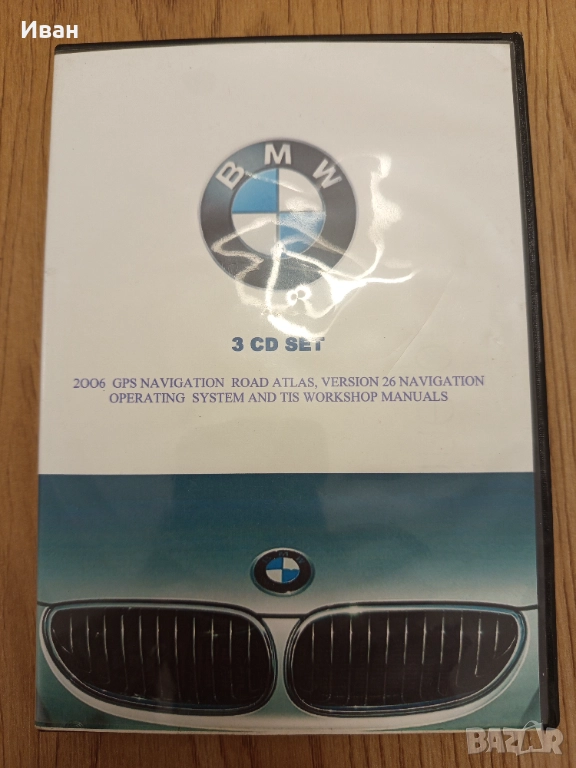 Иван
BMW
3 CD SET
2006 GPS NAVIGATION ROAD ATLAS, VERSION 26 NAVIGATION
OPERATING SYSTEM AND TIS WORKSHOP MANUALS
BAZAR